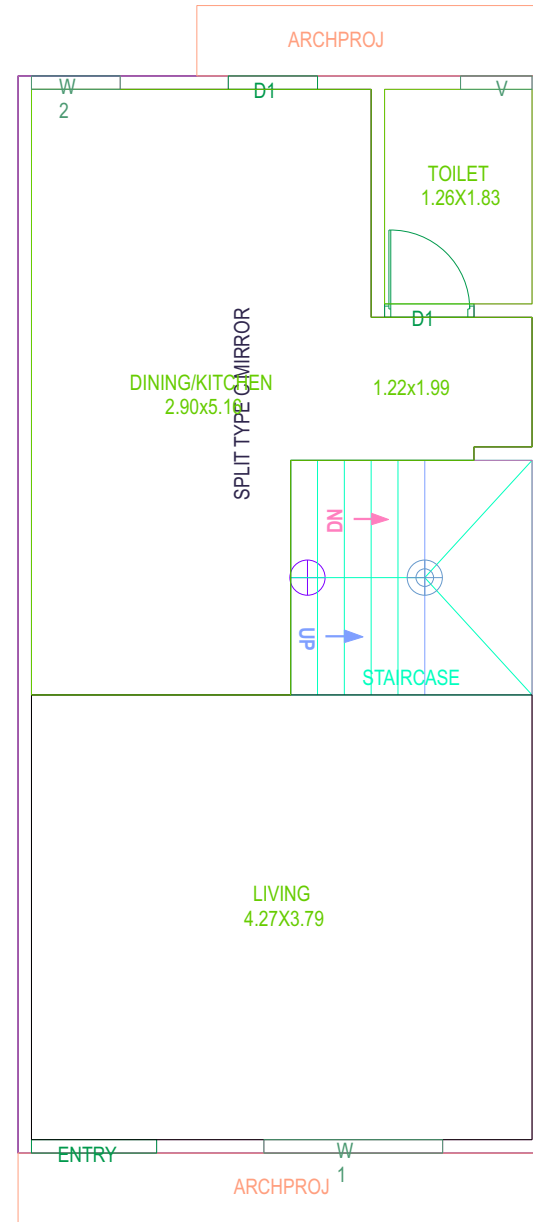 ARCHPROJ
W
2
D1
V
TOILET
1.26X1.83
D1
DINING/KITCHEN
2.90x5.16
SPLIT TYPE C MIRROR
1.22x1.99
DN
UP
STAIRCASE
LIVING
4.27X3.79
ENTRY
W
1
ARCHPROJ